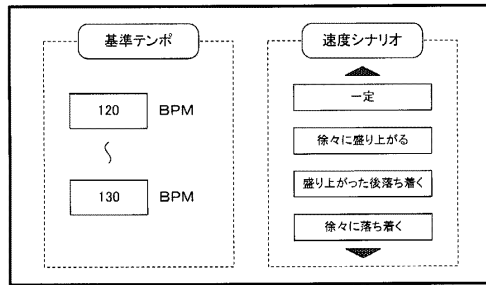 基準テンポ
120 BPM
～
130 BPM
速度シナリオ
一定
徐々に盛り上がる
盛り上がった後落ち着く
徐々に落ち着く